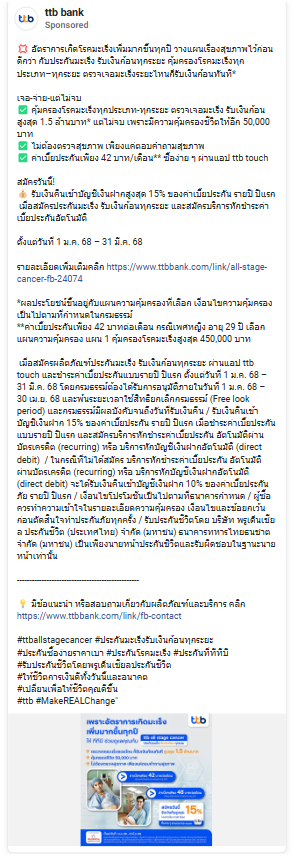 ttb bank
Sponsored
💢 อัตราการเกิดโรคมะเร็งเพิ่มมากขึ้นทุกปี วางแผนเรื่องสุขภาพไว้ก่อน
ดีกว่า กับประกันมะเร็ง รับเงินก้อนทุกระยะ คุ้มครองโรคมะเร็งทุก
ประเภท–ทุกระยะ ตรวจเจอมะเร็งระยะไหนก็รับเงินก้อนทันที*
เจอ-จ่าย-แต่ไม่จบ
✅ คุ้มครองโรคมะเร็งทุกประเภท-ทุกระยะ ตรวจเจอมะเร็ง รับเงินก้อน
สูงสุด 1.5 ล้านบาท* แต่ไม่จบ เพราะมีความคุ้มครองชีวิตให้อีก 50,000
บาท
✅ ไม่ต้องตรวจสุขภาพ เพียงแค่ตอบคำถามสุขภาพ
✅ ค่าเบี้ยประกันเพียง 42 บาท/เดือน** ซื้อง่าย ๆ ผ่านแอป ttb touch
สมัครวันนี้!
💰 รับเงินคืนเข้าบัญชีเงินฝากสูงสุด 15% ของค่าเบี้ยประกัน รายปี ปีแรก
เมื่อสมัครประกันมะเร็ง รับเงินก้อนทุกระยะ และสมัครบริการหักชำระค่า
เบี้ยประกันอัตโนมัติ
ตั้งแต่วันที่ 1 ม.ค. 68 – 31 มี.ค. 68
รายละเอียดเพิ่มเติมคลิก https://www.ttbbank.com/link/all-stage-
cancer-fb-24074
*ผลประโยชน์ขึ้นอยู่กับแผนความคุ้มครองที่เลือก เงื่อนไขความคุ้มครอง
เป็นไปตามที่กำหนดในกรมธรรม์
**ค่าเบี้ยประกันเพียง 42 บาทต่อเดือน กรณีเพศหญิง อายุ 29 ปี เลือก
แผนความคุ้มครอง แผน 1 คุ้มครองโรคมะเร็งสูงสุด 450,000 บาท
เมื่อสมัครผลิตภัณฑ์ประกันมะเร็ง รับเงินก้อนทุกระยะ ผ่านแอป ttb
touch และชำระค่าเบี้ยประกันแบบรายปี ปีแรก ตั้งแต่วันที่ 1 ม.ค. 68 –
31 มี.ค. 68 โดยกรมธรรม์ต้องได้รับการอนุมัติภายในวันที่ 1 ม.ค. 68 –
30 เม.ย. 68 และพ้นระยะเวลาใช้สิทธิยกเลิกกรมธรรม์ (Free look
period) และกรมธรรม์มีผลบังคับจนถึงวันที่รับเงินคืน / รับเงินคืนเข้า
บัญชีเงินฝาก 15% ของค่าเบี้ยประกัน รายปี ปีแรก เมื่อชำระค่าเบี้ยประกัน
แบบรายปี ปีแรก และสมัครบริการหักชำระค่าเบี้ยประกัน อัตโนมัติผ่าน
บัตรเครดิต (recurring) หรือ บริการหักบัญชีเงินฝากอัตโนมัติ (direct
debit) / ในกรณีที่ไม่ได้สมัคร บริการหักชำระค่าเบี้ยประกัน อัตโนมัติ
ผ่านบัตรเครดิต (recurring) หรือ บริการหักบัญชีเงินฝากอัตโนมัติ
(direct debit) จะได้รับเงินคืนเข้าบัญชีเงินฝาก 10% ของค่าเบี้ยประกัน
ภัย รายปี ปีแรก / เงื่อนไขโปรโมชั่นเป็นไปตามที่ธนาคารกำหนด / ผู้ซื้อ
ควรทำความเข้าใจในรายละเอียดความคุ้มครอง เงื่อนไขและข้อยกเว้น
ก่อนตัดสินใจทำประกันภัยทุกครั้ง / รับประกันชีวิตโดย บริษัท พรูเด็นเชีย
ล ประกันชีวิต (ประเทศไทย) จำกัด (มหาชน) ธนาคารทหารไทยธนชาต
จำกัด (มหาชน) เป็นเพียงนายหน้าประกันชีวิตและรับผิดชอบในฐานะนาย
หน้าเท่านั้น
💡 มีข้อแนะนำ หรือสอบถามเกี่ยวกับผลิตภัณฑ์และบริการ คลิก
https://www.ttbbank.com/link/fb-contact
#ttballstagecancer #ประกันมะเร็งรับเงินก้อนทุกระยะ
#ประกันซื้อง่ายราคาเบา #ประกันโรคมะเร็ง #ประกันทีทีบี
#รับประกันชีวิตโดยพรูเด็นเชียลประกันชีวิต
#ให้ชีวิตการเงินดีทั้งวันนี้และอนาคต
#เปลี่ยนเพื่อให้ชีวิตคุณดีขึ้น
#ttb #MakeREALChange"
เพราะอัตราการเกิดมะเร็ง
เพิ่มมากขึ้นทุกปี
ttb
ttb all stage cancer
15%